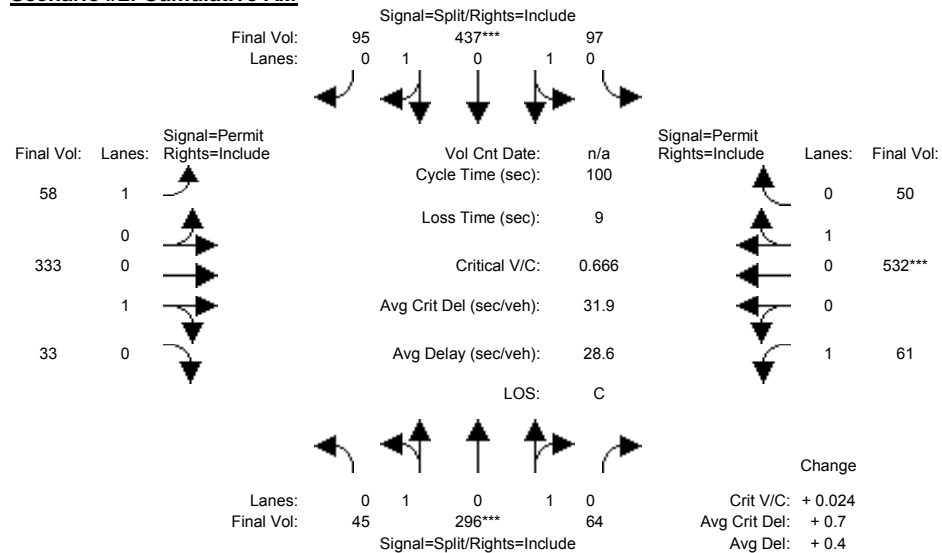 Signal=Split/Rights=Include
Final Vol: 95 437*** 97
Lanes: 0 1 0 1 0
Signal=Permit Signal=Permit
Final Vol: Lanes: Rights=Include Vol Cnt Date: n/a Rights=Include Lanes: Final Vol:
Cycle Time (sec): 100
58 1 0 50
Loss Time (sec): 9
0 1
333 0 Critical V/C: 0.666 0 532***
1 Avg Crit Del (sec/veh): 31.9 0
33 0 Avg Delay (sec/veh): 28.6 1 61
LOS: C
Change
Lanes: 0 1 0 1 0 Crit V/C: + 0.024
Final Vol: 45 296*** 64 Avg Crit Del: + 0.7
Signal=Split/Rights=Include Avg Del: + 0.4